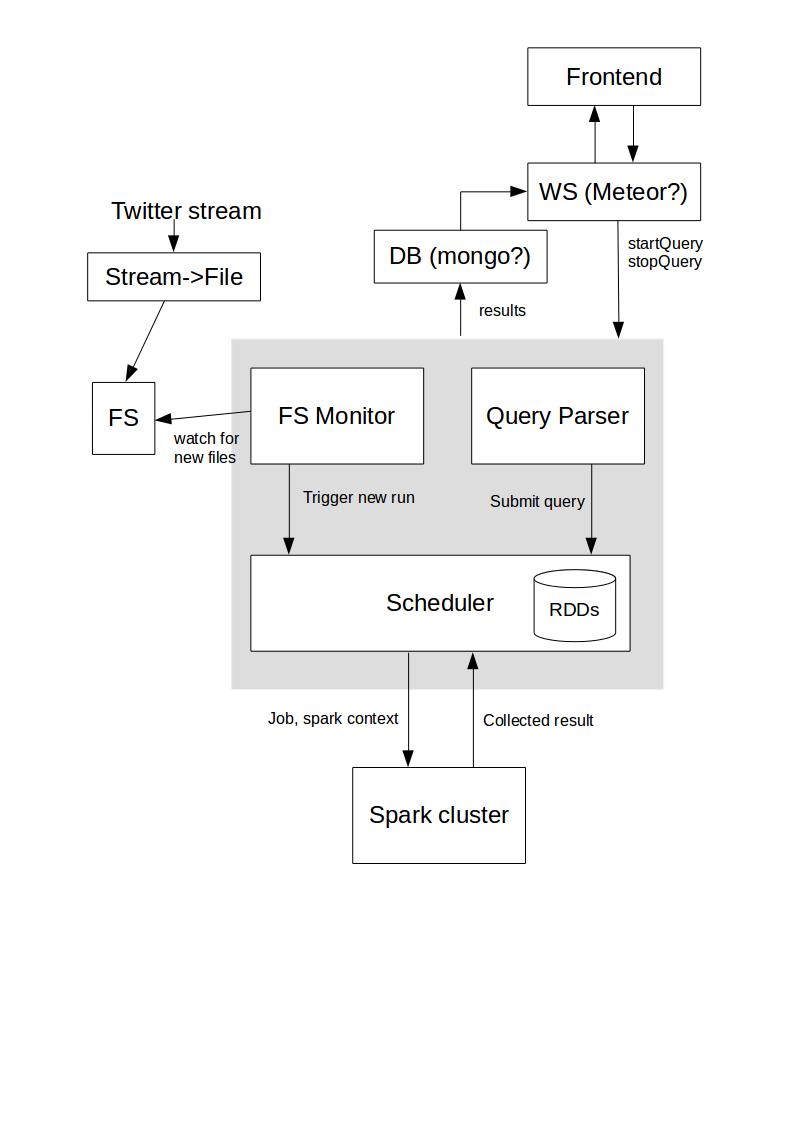 Frontend
WS (Meteor?)
Twitter stream
startQuery
stopQuery
DB (mongo?)
Stream->File
results
FS
FS Monitor
Query Parser
watch for
new files
Trigger new run
Submit query
Scheduler
RDDs
Job, spark context
Collected result
Spark cluster